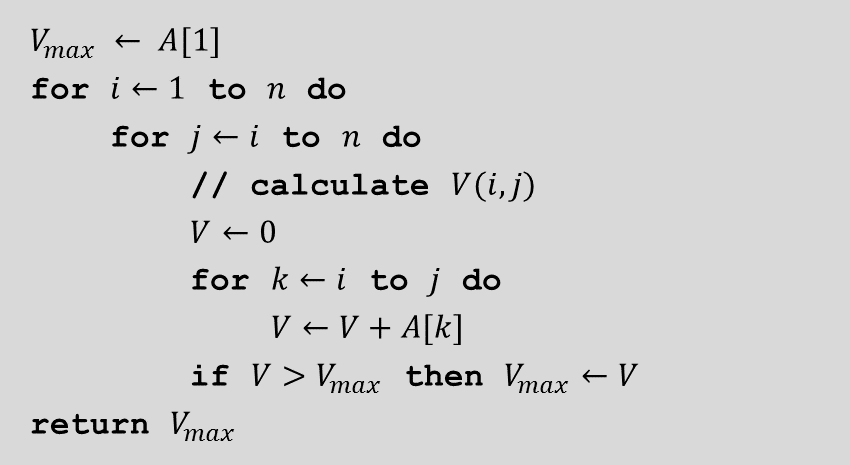 V_max ← A[1]
for i ← 1 to n do
for j ← i to n do
// calculate V(i,j)
V ← 0
for k ← i to j do
V ← V + A[k]
if V > V_max then V_max ← V
return V_max